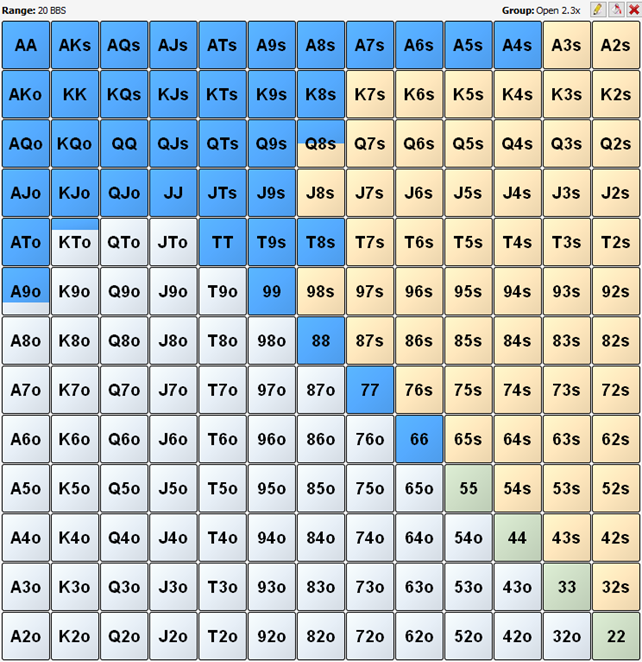 Range: 20 BBS Group: Open 2.3x
AA AKs AQs AJs ATs A9s A8s A7s A6s A5s A4s A3s A2s
AKo KK KQs KJs KTs K9s K8s K7s K6s K5s K4s K3s K2s
AQo KQo QQ QJs QTs Q9s Q8s Q7s Q6s Q5s Q4s Q3s Q2s
AJo KJo QJo JJ JTs J9s J8s J7s J6s J5s J4s J3s J2s
ATo KTo QTo JTo TT T9s T8s T7s T6s T5s T4s T3s T2s
A9o K9o Q9o J9o T9o 99 98s 97s 96s 95s 94s 93s 92s
A8o K8o Q8o J8o T8o 98o 88 87s 86s 85s 84s 83s 82s
A7o K7o Q7o J7o T7o 97o 87o 77 76s 75s 74s 73s 72s
A6o K6o Q6o J6o T6o 96o 86o 76o 66 65s 64s 63s 62s
A5o K5o Q5o J5o T5o 95o 85o 75o 65o 55 54s 53s 52s
A4o K4o Q4o J4o T4o 94o 84o 74o 64o 54o 44 43s 42s
A3o K3o Q3o J3o T3o 93o 83o 73o 63o 53o 43o 33 32s
A2o K2o Q2o J2o T2o 92o 82o 72o 62o 52o 42o 32o 22